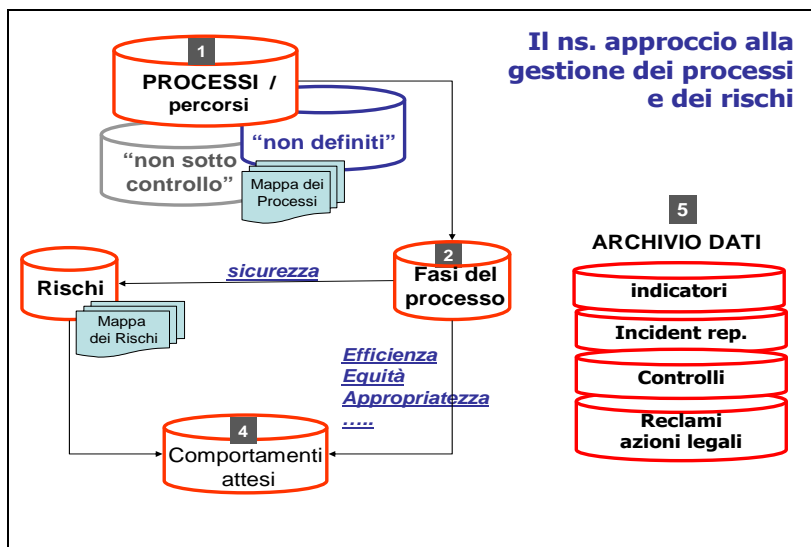 Il ns. approccio alla
gestione dei processi
e dei rischi
1
PROCESSI /
percorsi
“non definiti”
“non sotto
controllo”
Mappa dei
Processi
2
Fasi del
processo
sicurezza
Rischi
Mappa
dei Rischi
Efficienza
Equità
Appropriatezza
…..
4
Comportamenti
attesi
5
ARCHIVIO DATI
indicatori
Incident rep.
Controlli
Reclami
azioni legali